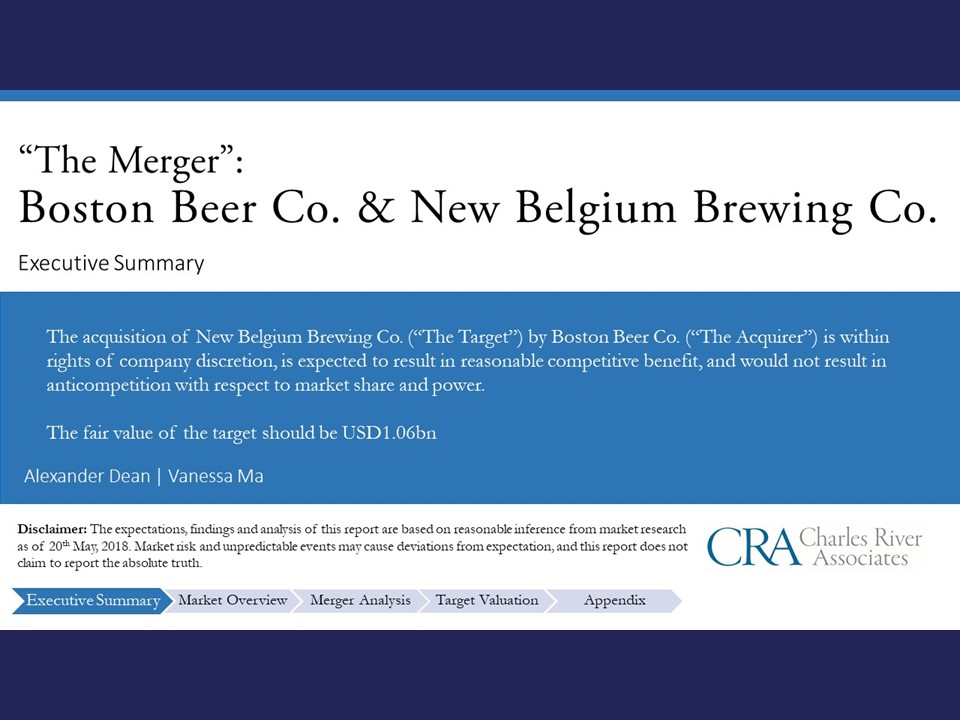 “The Merger”:
Boston Beer Co. & New Belgium Brewing Co.
Executive Summary
The acquisition of New Belgium Brewing Co. (“The Target”) by Boston Beer Co. (“The Acquirer”) is within
rights of company discretion, is expected to result in reasonable competitive benefit, and would not result in
anticompetition with respect to market share and power.
The fair value of the target should be USD1.06bn
Alexander Dean | Vanessa Ma
Disclaimer: The expectations, findings and analysis of this report are based on reasonable inference from market research
as of 20th May, 2018. Market risk and unpredictable events may cause deviations from expectation, and this report does not
claim to report the absolute truth.
CRA Charles River
Associates
Executive Summary Market Overview Merger Analysis Target Valuation Appendix